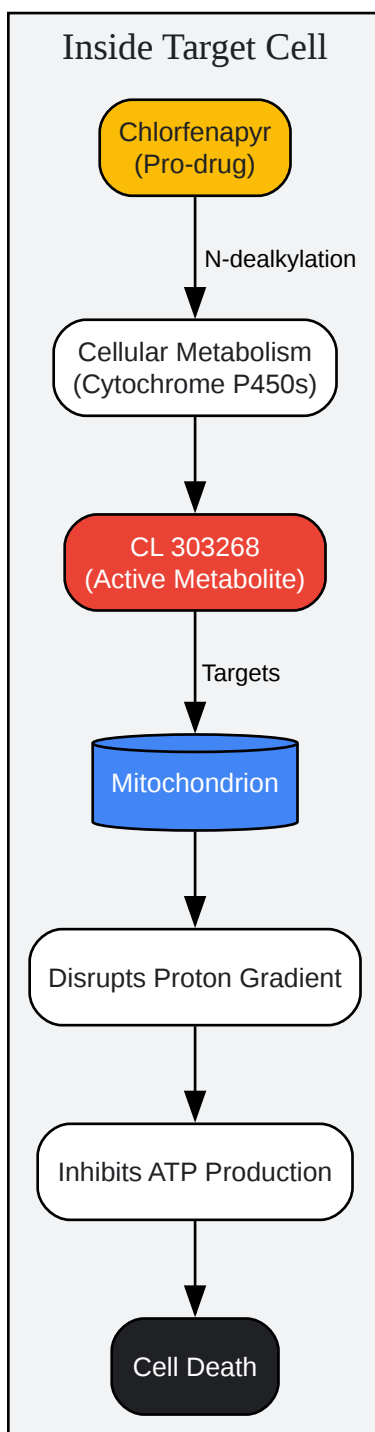 Inside Target Cell
Chlorfenapyr
(Pro-drug)
N-dealkylation
Cellular Metabolism
(Cytochrome P450s)
CL 303268
(Active Metabolite)
Targets
Mitochondrion
Disrupts Proton Gradient
Inhibits ATP Production
Cell Death